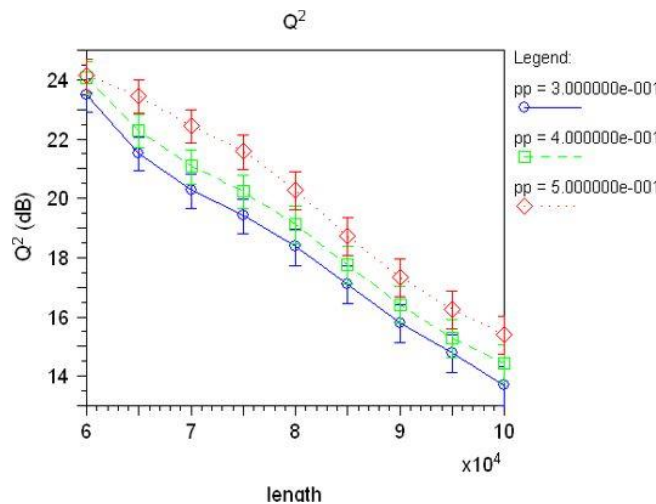 Q²
24
22
20
18
16
14
Q² (dB)
6
7
8
9
10
x10⁴
length
Legend:
pp = 3.000000e-001
pp = 4.000000e-001
pp = 5.000000e-001